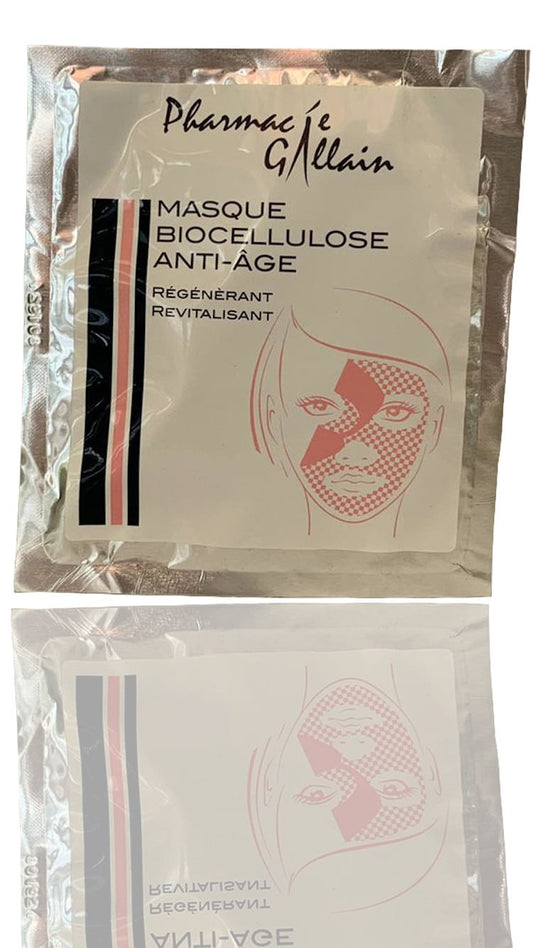 Pharmacie
Gallain
MASQUE
BIOCELLULOSE
ANTI-ÂGE
RÉGÉNÈRANT
REVITALISANT